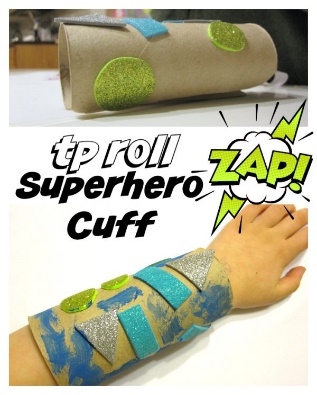 tp roll
Superhero
Cuff
ZAP!